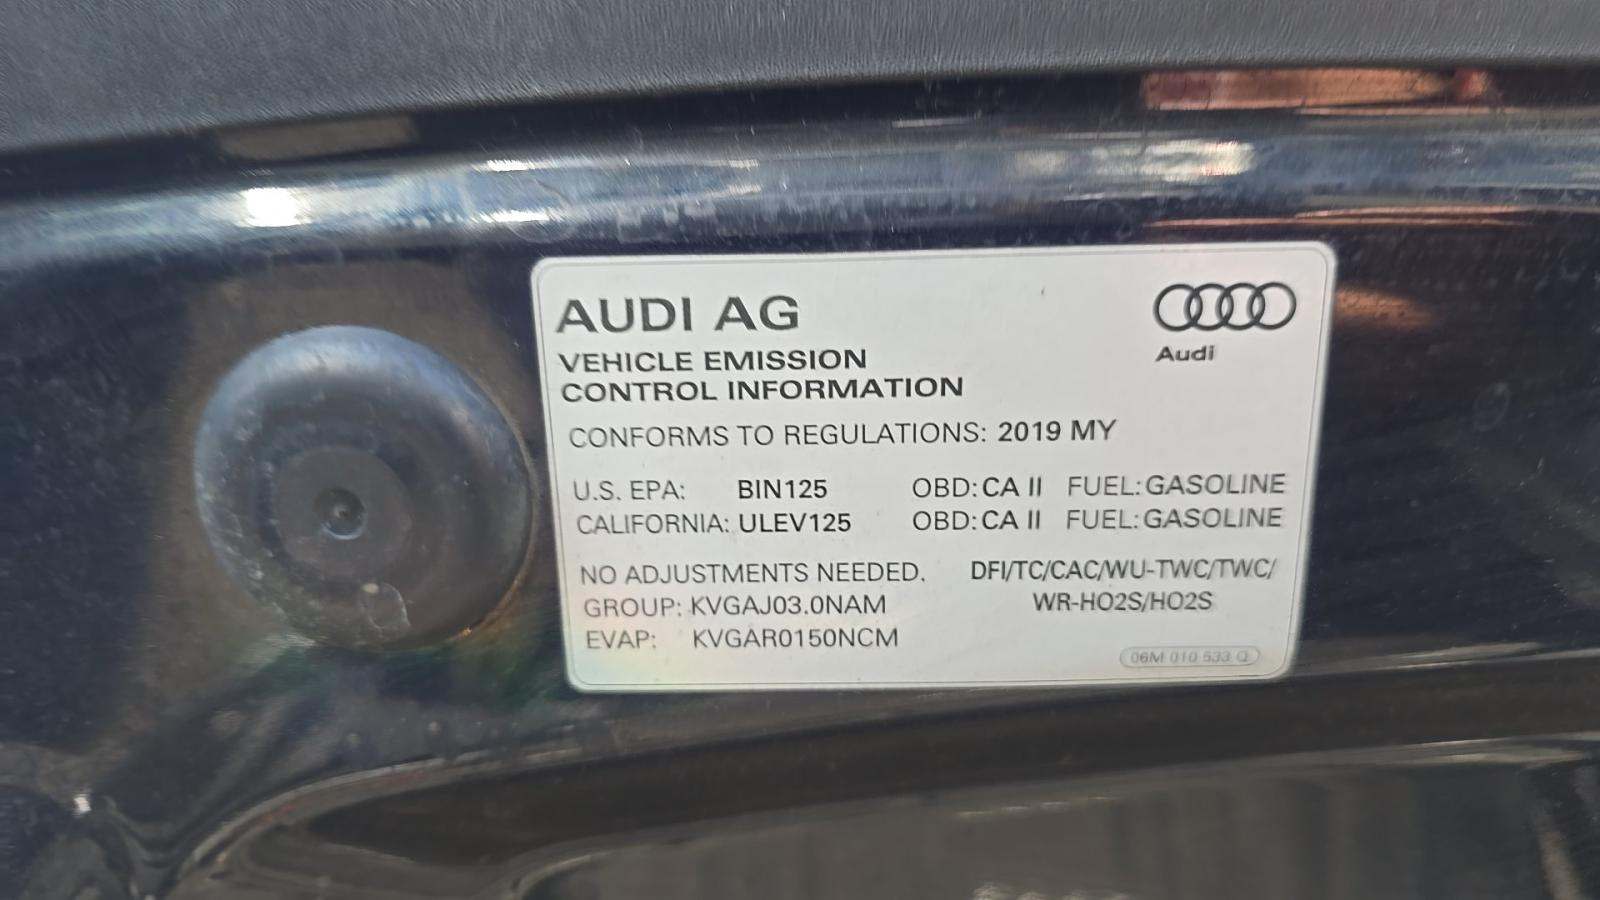 AUDI AG
Audi
VEHICLE EMISSION
CONTROL INFORMATION
CONFORMS TO REGULATIONS: 2019 MY
U.S. EPA: BIN125 OBD: CA II FUEL: GASOLINE
CALIFORNIA: ULEV125 OBD: CA II FUEL: GASOLINE
NO ADJUSTMENTS NEEDED. DFI/TC/CAC/WU-TWC/TWC/
GROUP: KVGAJ03.0NAM WR-HO2S/HO2S
EVAP: KVGAR0150NCM
06M 010 533 Q